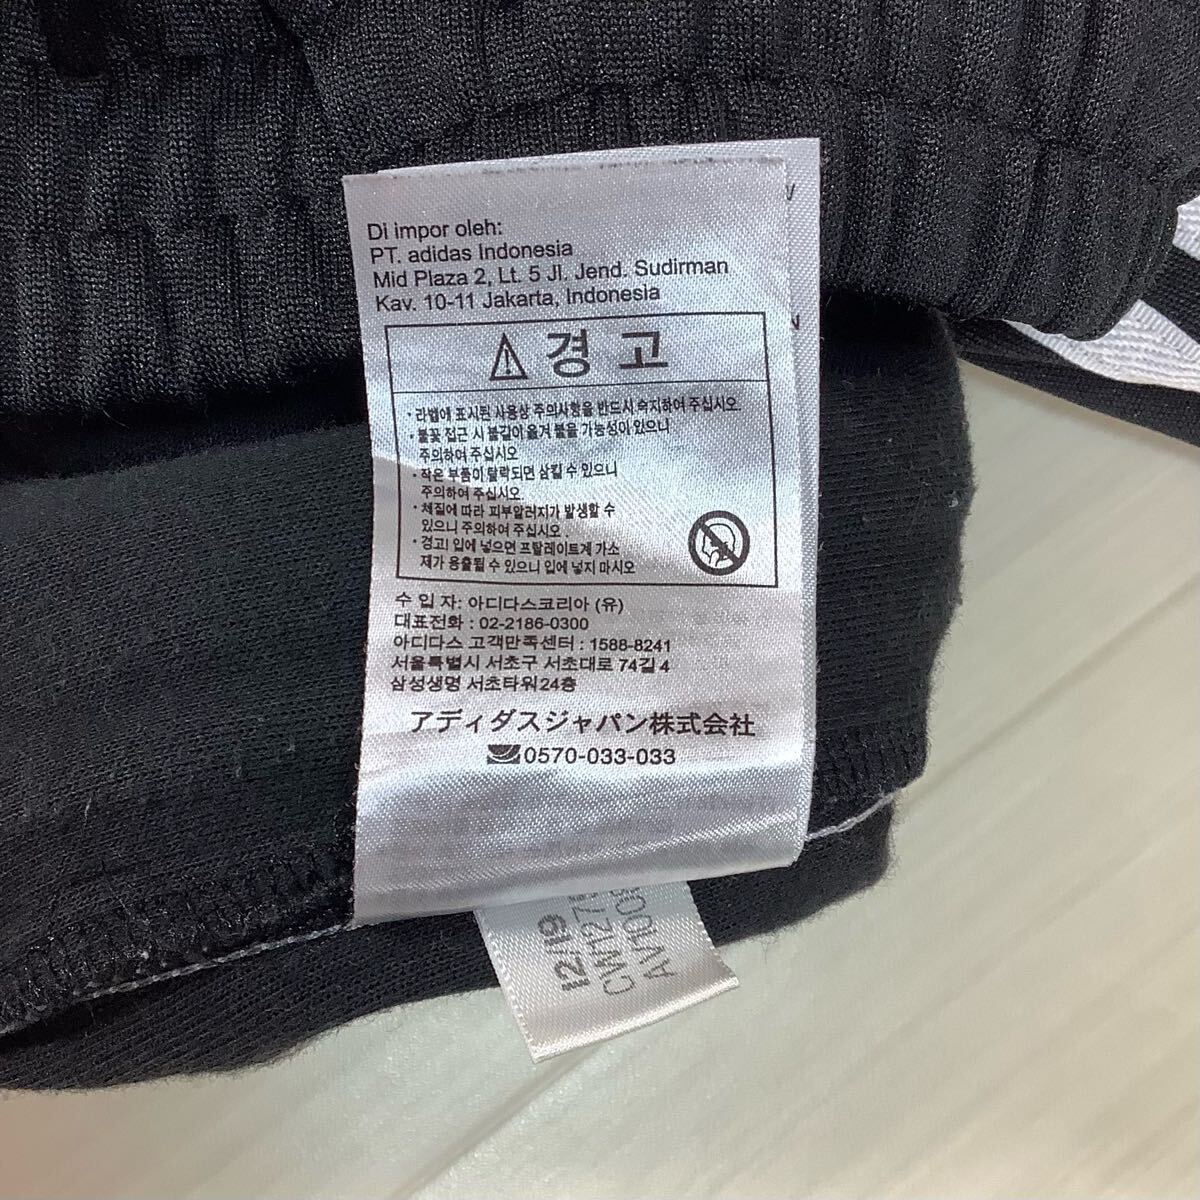 Di impor oleh:
PT. adidas Indonesia
Mid Plaza 2, Lt. 5 Jl. Jend. Sudirman
Kav. 10-11 Jakarta, Indonesia
경 고
· 라벨에 표시된 사용상 주의사항을 반드시 숙지하여 주십시오.
· 불꽃 접근 시 불길이 옮겨 붙을 가능성이 있으니
주의하여 주십시오
· 작은 부품이 탈락되면 삼킬 수 있으니
주의하여 주십시오.
· 체질에 따라 피부알러지가 발생할 수
있으니 주의하여 주십시오.
· 경고! 입에 넣으면 프탈레이트계 가소
제가 용출될 수 있으니 입에 넣지 마시오
수 입 자: 아디다스코리아 (유)
대표전화 : 02-2186-0300
아디다스 고객만족센터 : 1588-8241
서울특별시 서초구 서초대로 74길 4
삼성생명 서초타워24층
アディダスジャパン株式会社
0570-033-033
12/19